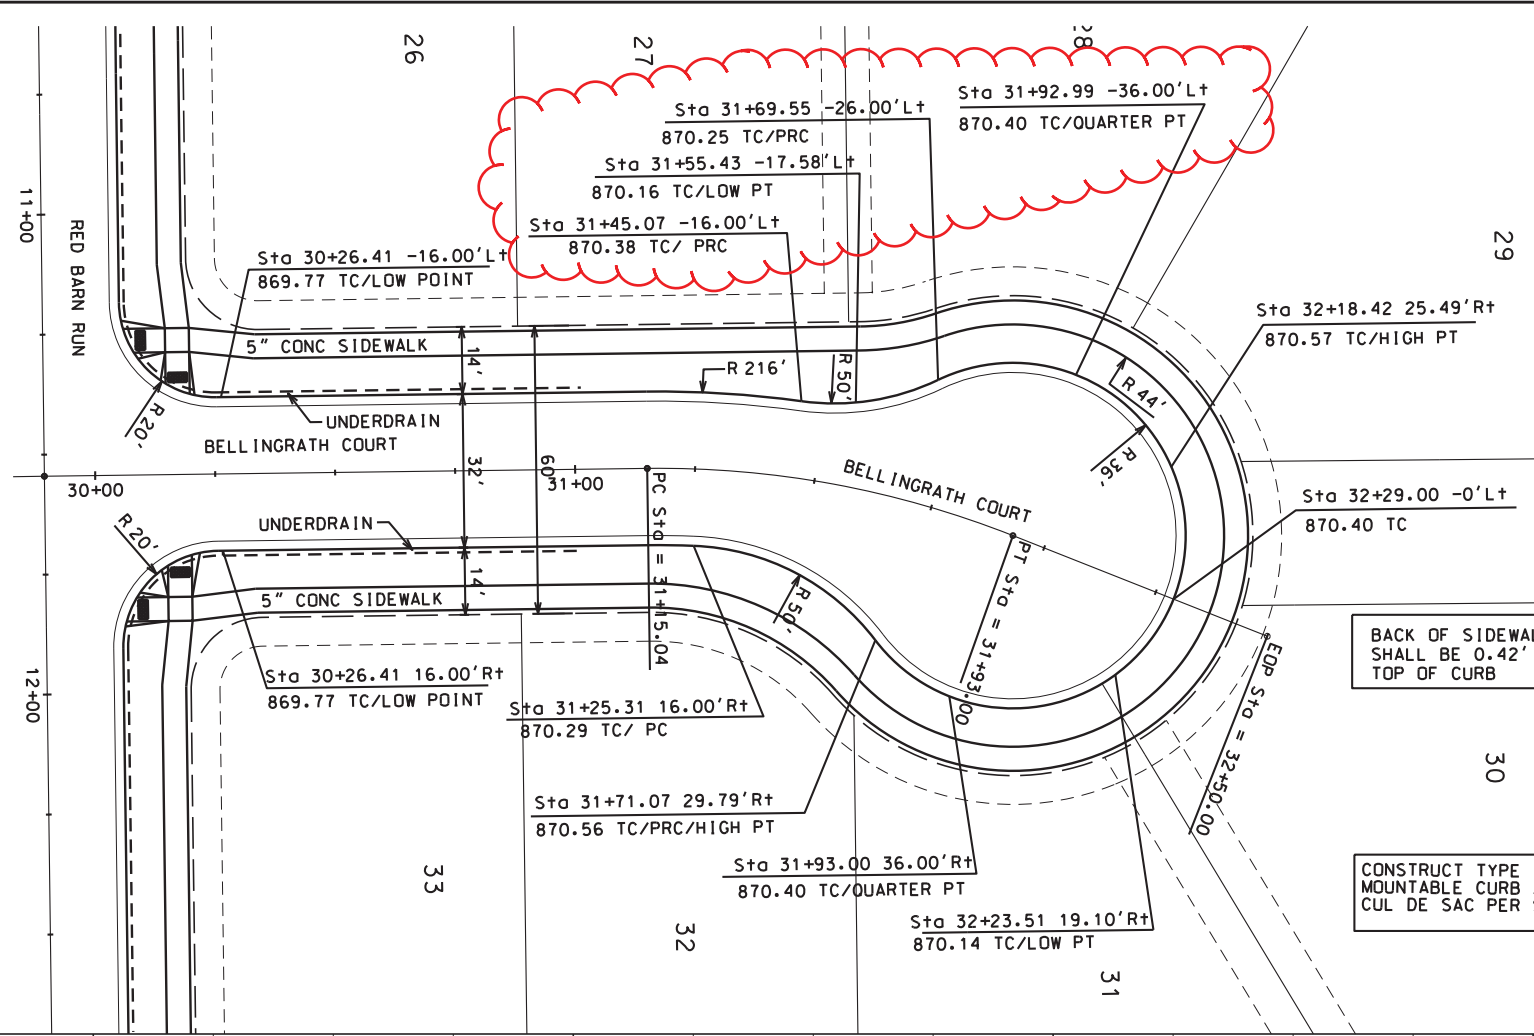 26
27
28
Sta 31+69.55 -26.00'Lt
870.25 TC/PRC
Sta 31+92.99 -36.00'Lt
870.40 TC/QUARTER PT
Sta 31+55.43 -17.58'Lt
870.16 TC/LOW PT
Sta 31+45.07 -16.00'Lt
870.38 TC/ PRC
11+00
RED BARN RUN
Sta 30+26.41 -16.00'Lt
869.77 TC/LOW POINT
29
Sta 32+18.42 25.49'Rt
870.57 TC/HIGH PT
5" CONC SIDEWALK
14'
R 216'
R 50'
R 44'
R 20'
UNDERDRAIN
BELLINGRATH COURT
R 36'
32'
60'
30+00
31+00
PC Sta = 31+15.04
BELLINGRATH COURT
Sta 32+29.00 -0'Lt
870.40 TC
R 20'
UNDERDRAIN
PT Sta = 31+93.00
5" CONC SIDEWALK
14'
R 50'
BACK OF SIDEWAL
SHALL BE 0.42'
TOP OF CURB
EOP Sta = 32+50.00
12+00
Sta 30+26.41 16.00'Rt
869.77 TC/LOW POINT
Sta 31+25.31 16.00'Rt
870.29 TC/ PC
30
Sta 31+71.07 29.79'Rt
870.56 TC/PRC/HIGH PT
33
Sta 31+93.00 36.00'Rt
870.40 TC/QUARTER PT
CONSTRUCT TYPE
MOUNTABLE CURB
CUL DE SAC PER
32
Sta 32+23.51 19.10'Rt
870.14 TC/LOW PT
31